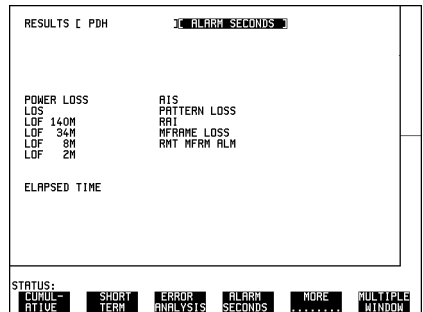 RESULTS [ PDH ][ ALARM SECONDS ]
POWER LOSS AIS
LOS PATTERN LOSS
LOF 140M RAI
LOF 34M MFRAME LOSS
LOF 8M RMT MFRM ALM
LOF 2M
ELAPSED TIME
STATUS:
CUMUL- SHORT ERROR ALARM MORE MULTIPLE
ATIVE TERM ANALYSIS SECONDS ........ WINDOW